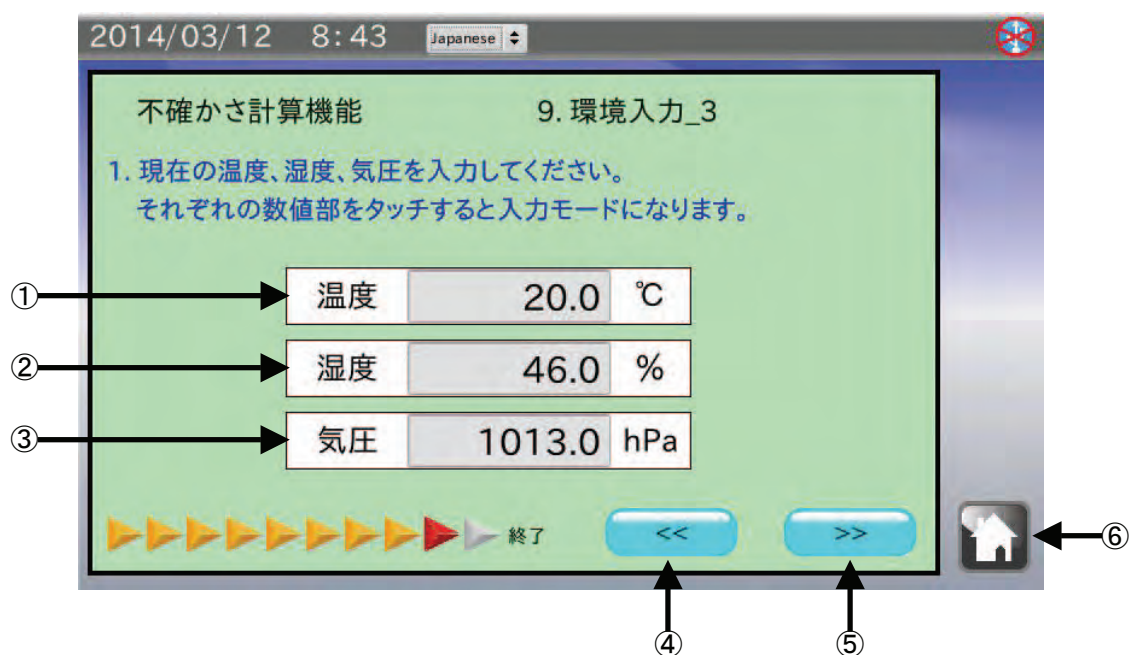 2014/03/12 8:43 Japanese
不確かさ計算機能 9. 環境入力_3
1. 現在の温度、湿度、気圧を入力してください。
それぞれの数値部をタッチすると入力モードになります。
① 温度 20.0 ℃
② 湿度 46.0 %
③ 気圧 1013.0 hPa
終了 << >> ⑥
④ ⑤